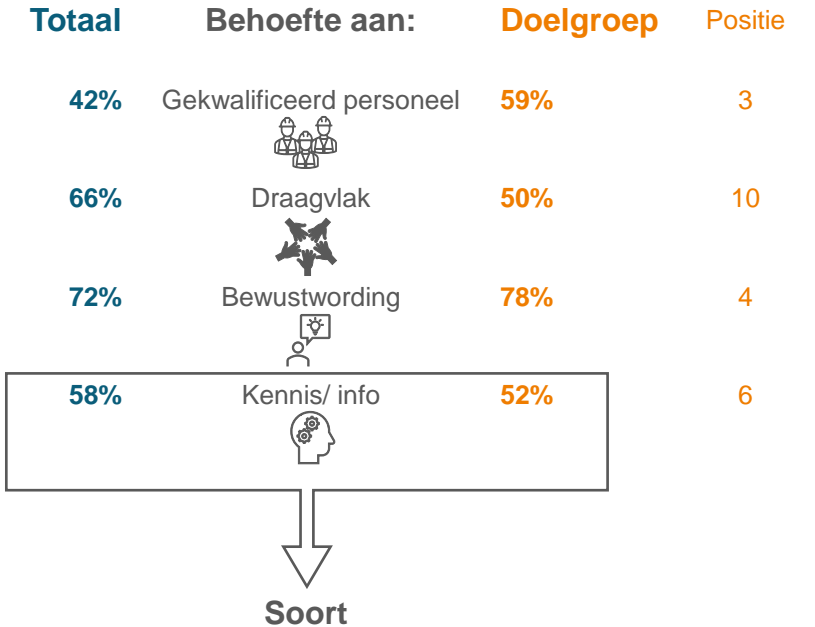 Totaal Behoefte aan: Doelgroep Positie
42% Gekwalificeerd personeel 59% 3
66% Draagvlak 50% 10
72% Bewustwording 78% 4
58% Kennis/ info 52% 6
Soort